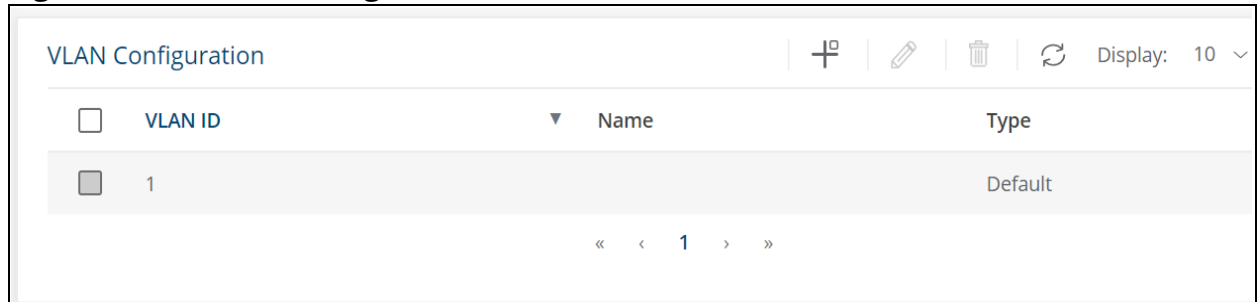 VLAN Configuration Display: 10
VLAN ID Name Type
1 Default
« ‹ 1 › »